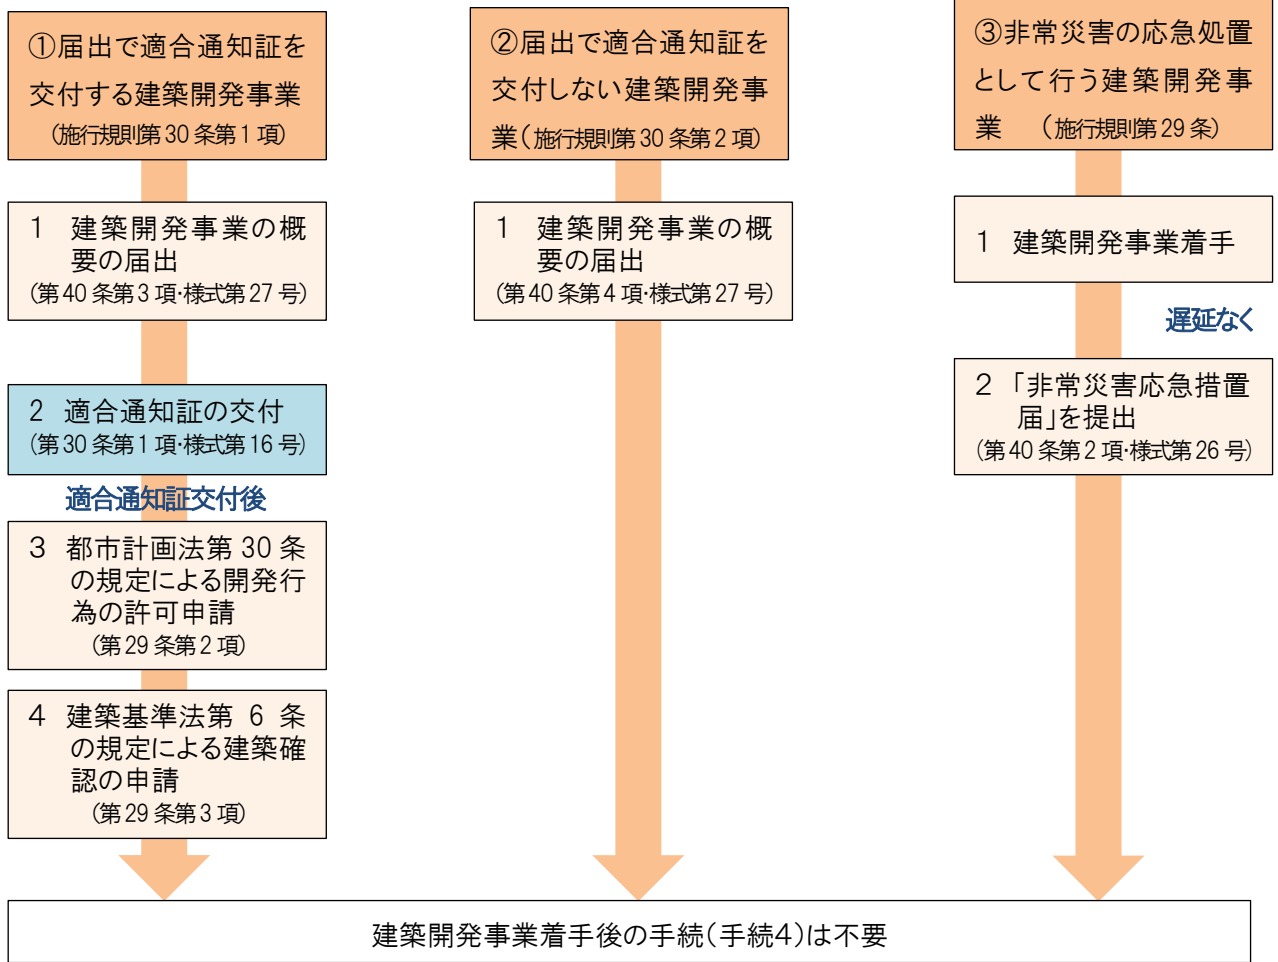 ①届出で適合通知証を
交付する建築開発事業
(施行規則第30条第1項)
1 建築開発事業の概
要の届出
(第40条第3項・様式第27号)
2 適合通知証の交付
(第30条第1項・様式第16号)
適合通知証交付後
3 都市計画法第30条
の規定による開発行
為の許可申請
(第29条第2項)
4 建築基準法第6条
の規定による建築確
認の申請
(第29条第3項)
②届出で適合通知証を
交付しない建築開発事
業(施行規則第30条第2項)
1 建築開発事業の概
要の届出
(第40条第4項・様式第27号)
③非常災害の応急処置
として行う建築開発事
業 (施行規則第29条)
1 建築開発事業着手
遅延なく
2 「非常災害応急措置
届」を提出
(第40条第2項・様式第26号)
建築開発事業着手後の手続(手続4)は不要